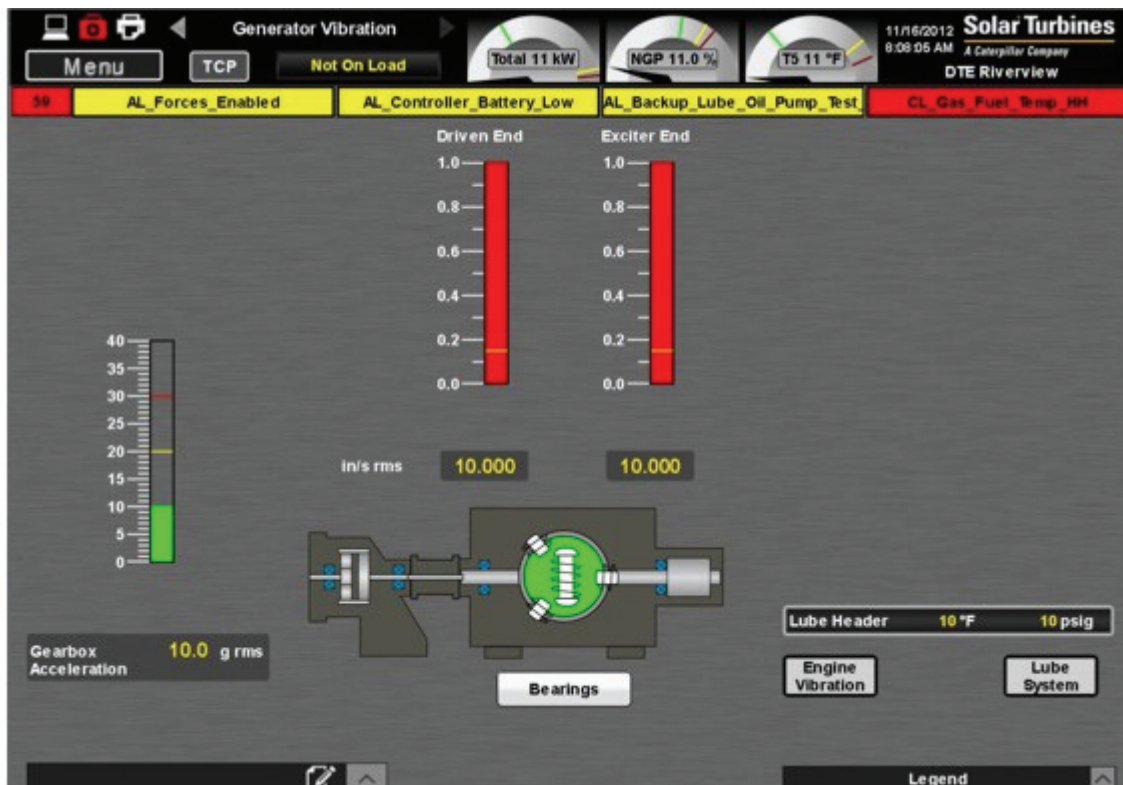 Generator Vibration
Menu
TCP
Not On Load
Total 11 kW
NGP 11.0 %
T5 11 °F
11/16/2012
8:08:05 AM
Solar Turbines
A Caterpillar Company
DTE Riverview
59
AL_Forces_Enabled
AL_Controller_Battery_Low
AL_Backup_Lube_Oil_Pump_Test_
CL_Gas_Fuel_Temp_HH
Driven End
Exciter End
1.0
0.8
0.6
0.4
0.2
0.0
1.0
0.8
0.6
0.4
0.2
0.0
40
35
30
25
20
15
10
5
0
in/s rms 10.000 10.000
Gearbox Acceleration 10.0 g rms
Bearings
Lube Header 10 °F 10 psig
Engine
Vibration
Lube
System
Legend